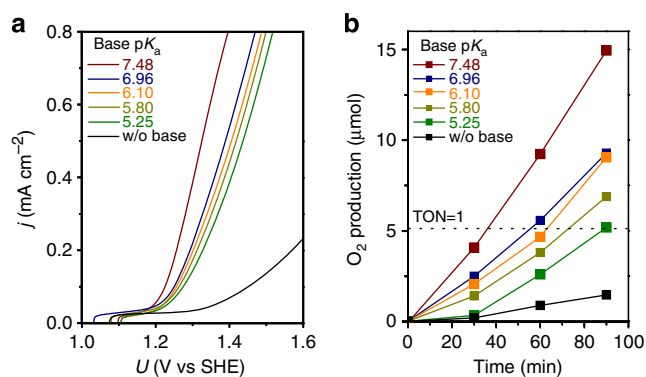 a
Base pKa
7.48
6.96
6.10
5.80
5.25
w/o base
0.8
0.6
0.4
0.2
0.0
j (mA cm−2)
1.0 1.2 1.4 1.6
U (V vs SHE)
b
Base pKa
7.48
6.96
6.10
5.80
5.25
w/o base
TON=1
15
10
5
0
O2 production (μmol)
0 20 40 60 80 100
Time (min)